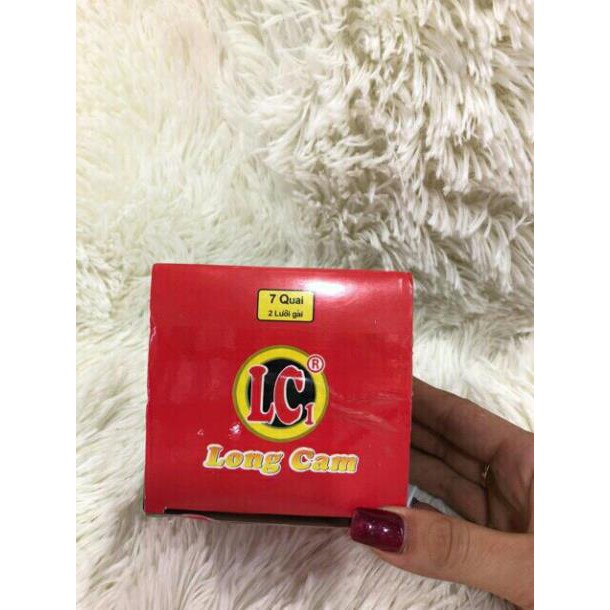 7 Quai
2 Lưỡi gài
LC1®
Long Cam